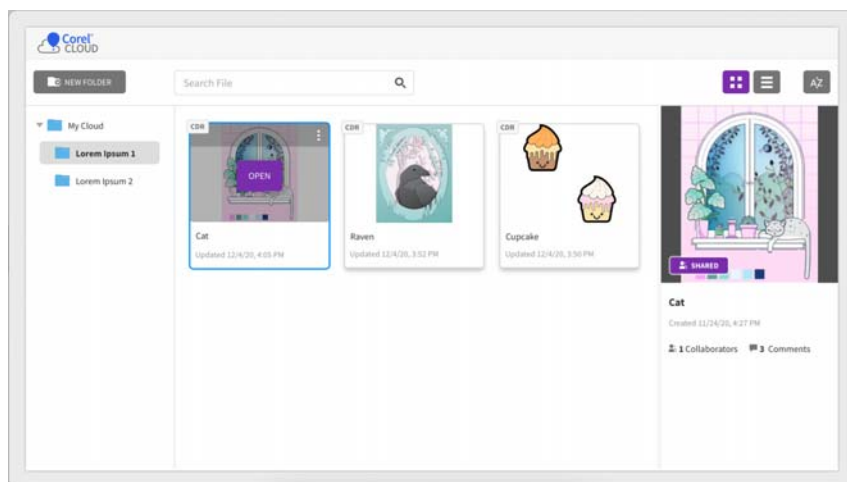 Corel®
CLOUD
NEW FOLDER
Search File
AZ
My Cloud
Lorem Ipsum 1
Lorem Ipsum 2
CDR
OPEN
Cat
Updated 12/4/20, 4:05 PM
CDR
Raven
Updated 12/4/20, 3:52 PM
CDR
Cupcake
Updated 12/4/20, 3:50 PM
SHARED
Cat
Created 11/24/20, 4:27 PM
1 Collaborators 3 Comments